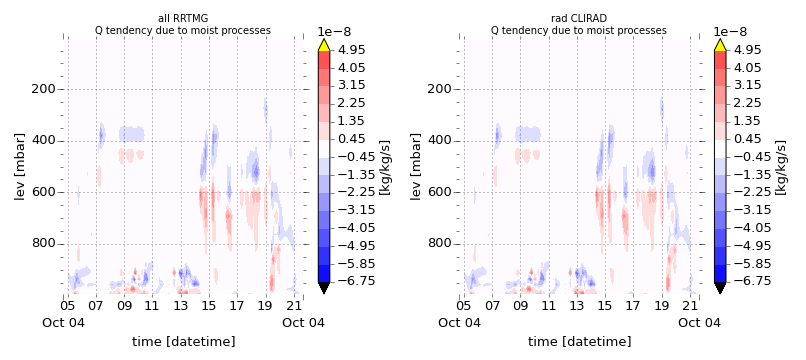 all RRTMG
Q tendency due to moist processes
1e−8
lev [mbar]
200
400
600
800
05 07 09 11 13 15 17 19 21
Oct 04 Oct 04
time [datetime]
4.95
4.05
3.15
2.25
1.35
0.45
−0.45
−1.35
−2.25
−3.15
−4.05
−4.95
−5.85
−6.75
[kg/kg/s]
rad CLIRAD
Q tendency due to moist processes
1e−8
lev [mbar]
200
400
600
800
05 07 09 11 13 15 17 19 21
Oct 04 Oct 04
time [datetime]
4.95
4.05
3.15
2.25
1.35
0.45
−0.45
−1.35
−2.25
−3.15
−4.05
−4.95
−5.85
−6.75
[kg/kg/s]